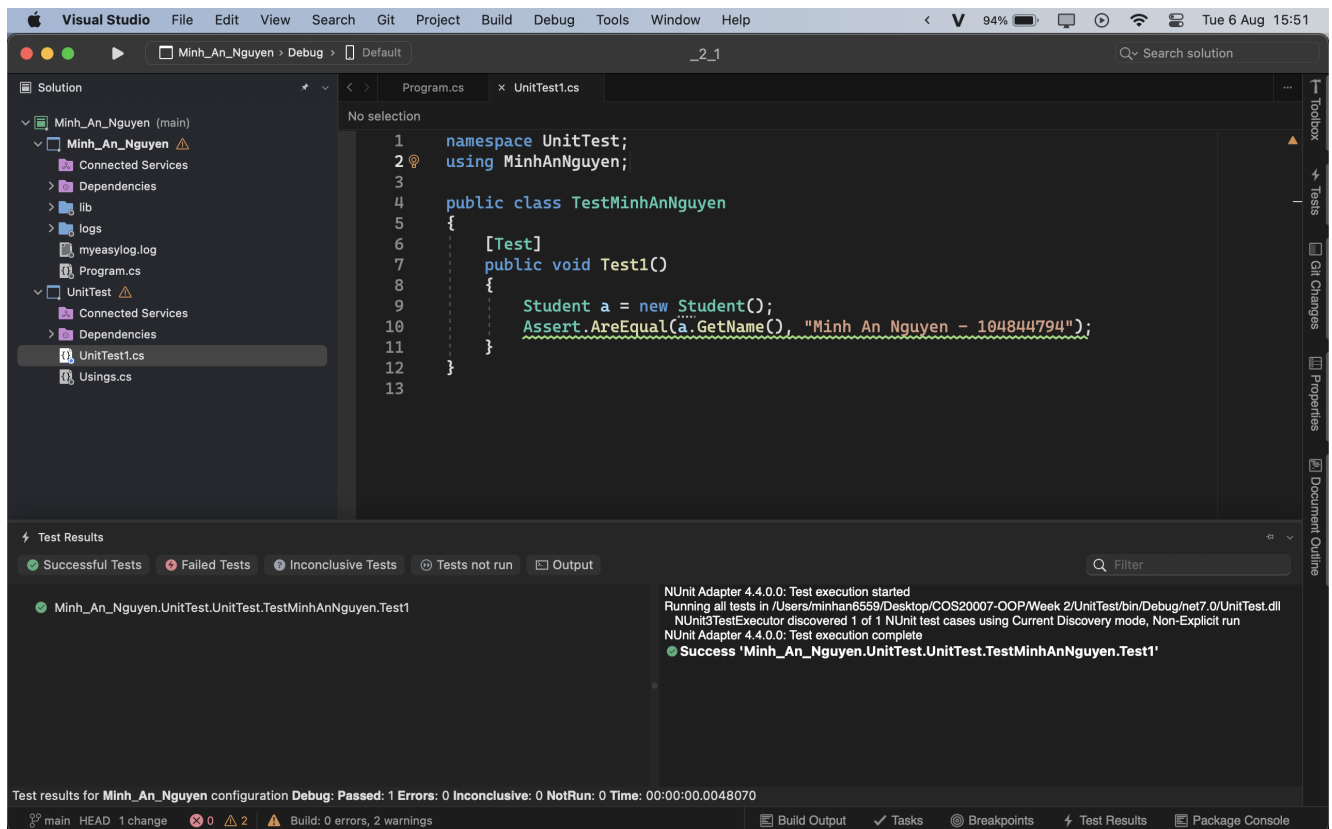 Visual Studio File Edit View Search Git Project Build Debug Tools Window Help < V 94% Tue 6 Aug 15:51
Minh_An_Nguyen › Debug › Default
_2_1
Search solution
Solution
Program.cs × UnitTest1.cs
No selection
Minh_An_Nguyen (main)
Minh_An_Nguyen
Connected Services
Dependencies
lib
logs
myeasylog.log
Program.cs
UnitTest
Connected Services
Dependencies
UnitTest1.cs
Usings.cs
1 namespace UnitTest;
2 using MinhAnNguyen;
3
4 public class TestMinhAnNguyen
5 {
6 [Test]
7 public void Test1()
8 {
9 Student a = new Student();
10 Assert.AreEqual(a.GetName(), "Minh An Nguyen - 104844794");
11 }
12 }
13
Toolbox
Tests
Git Changes
Properties
Document Outline
Test Results
Successful Tests Failed Tests Inconclusive Tests Tests not run Output
Filter
Minh_An_Nguyen.UnitTest.UnitTest.TestMinhAnNguyen.Test1
NUnit Adapter 4.4.0.0: Test execution started
Running all tests in /Users/minhan6559/Desktop/COS20007-OOP/Week 2/UnitTest/bin/Debug/net7.0/UnitTest.dll
NUnit3TestExecutor discovered 1 of 1 NUnit test cases using Current Discovery mode, Non-Explicit run
NUnit Adapter 4.4.0.0: Test execution complete
Success 'Minh_An_Nguyen.UnitTest.UnitTest.TestMinhAnNguyen.Test1'
Test results for Minh_An_Nguyen configuration Debug: Passed: 1 Errors: 0 Inconclusive: 0 NotRun: 0 Time: 00:00:00.0048070
main HEAD 1 change 0 2 Build: 0 errors, 2 warnings Build Output Tasks Breakpoints Test Results Package Console